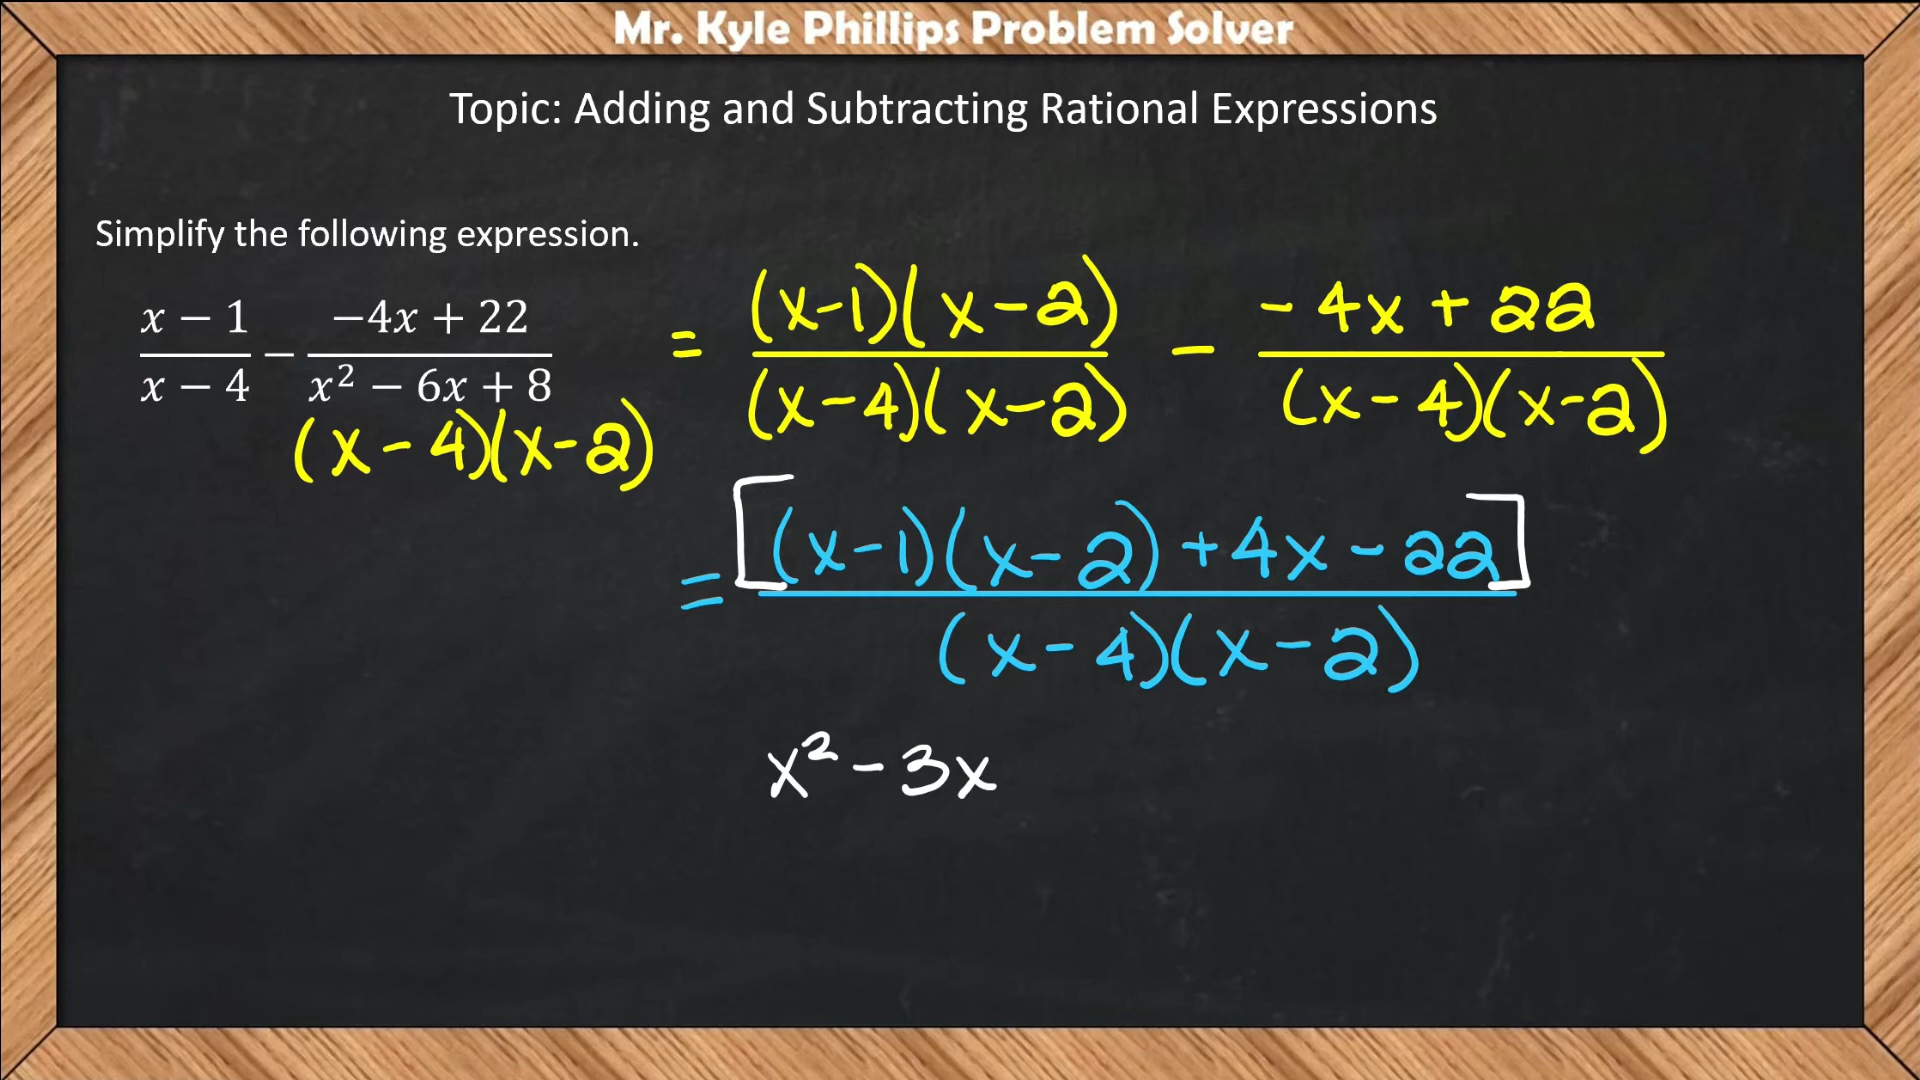 Mr. Kyle Phillips Problem Solver
Topic: Adding and Subtracting Rational Expressions
Simplify the following expression.
x − 1 / x − 4 − −4x + 22 / x² − 6x + 8
(x-4)(x-2)
= (x-1)(x-2) / (x-4)(x-2) - -4x+22 / (x-4)(x-2)
= [(x-1)(x-2)+4x-22] / (x-4)(x-2)
x²-3x